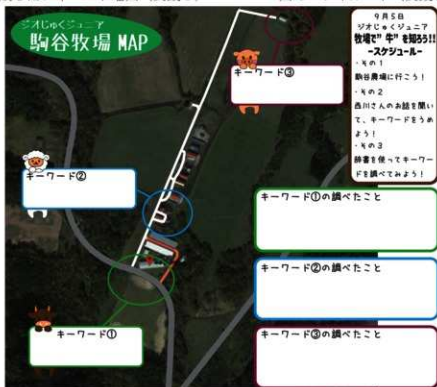 ジオじゅくジュニア
駒谷牧場 MAP
9月5日
ジオじゅくジュニア
牧場で"牛"を知ろう!!
-スケジュール-
・その1
駒谷農場に行こう！
・その2
西川さんのお話を聞い
て、キーワードをうめ
よう！
・その3
辞書を使ってキーワー
ドを調べてみよう！
キーワード③
キーワード②
キーワード①
キーワード①の調べたこと
キーワード②の調べたこと
キーワード③の調べたこと